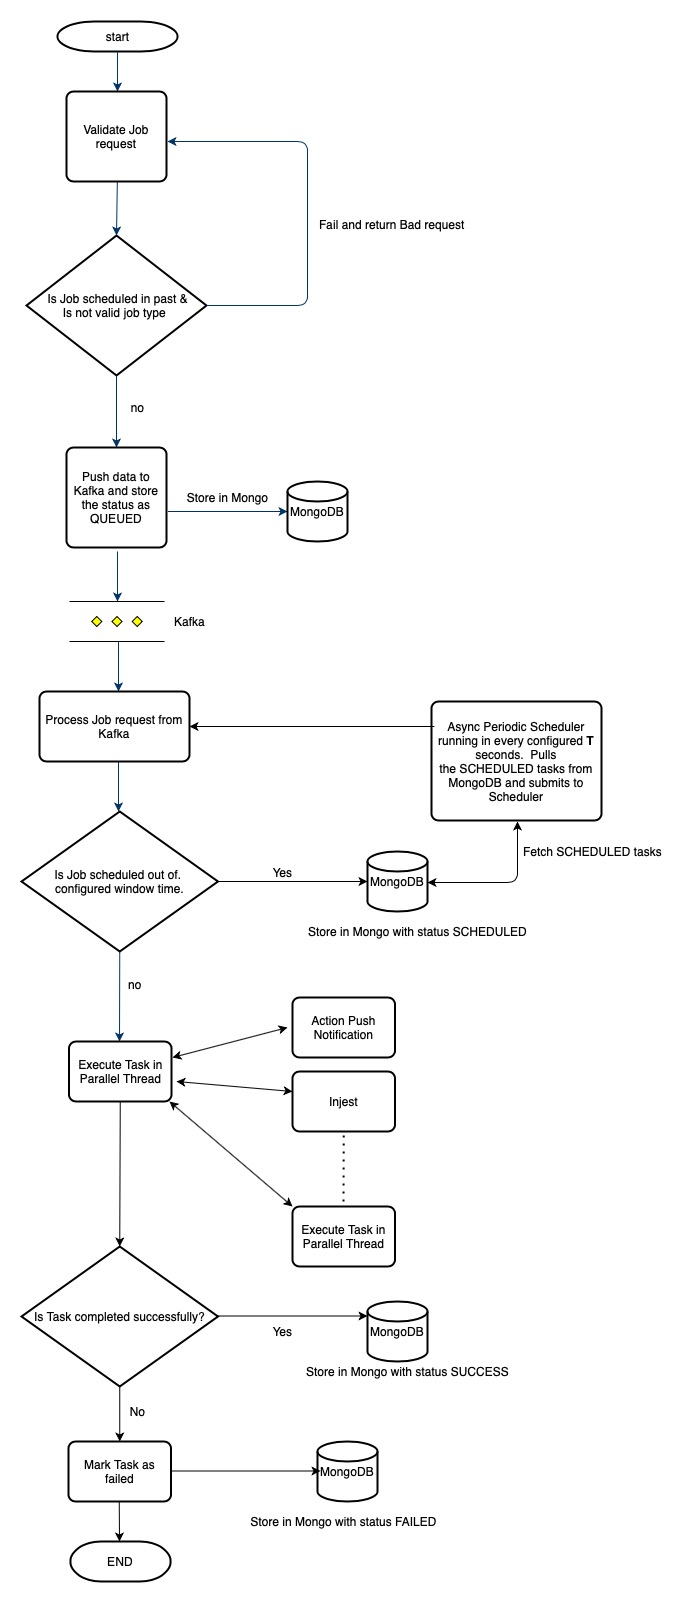 start
Validate Job
request
Fail and return Bad request
Is Job scheduled in past &
Is not valid job type
no
Push data to
Kafka and store
the status as
QUEUED
Store in Mongo
MongoDB
Kafka
Process Job request from
Kafka
Async Periodic Scheduler
running in every configured T
seconds. Pulls
the SCHEDULED tasks from
MongoDB and submits to
Scheduler
Fetch SCHEDULED tasks
Is Job scheduled out of.
configured window time.
Yes
MongoDB
Store in Mongo with status SCHEDULED
no
Action Push
Notification
Execute Task in
Parallel Thread
Injest
Execute Task in
Parallel Thread
Is Task completed successfully?
Yes
MongoDB
Store in Mongo with status SUCCESS
No
Mark Task as
failed
MongoDB
Store in Mongo with status FAILED
END